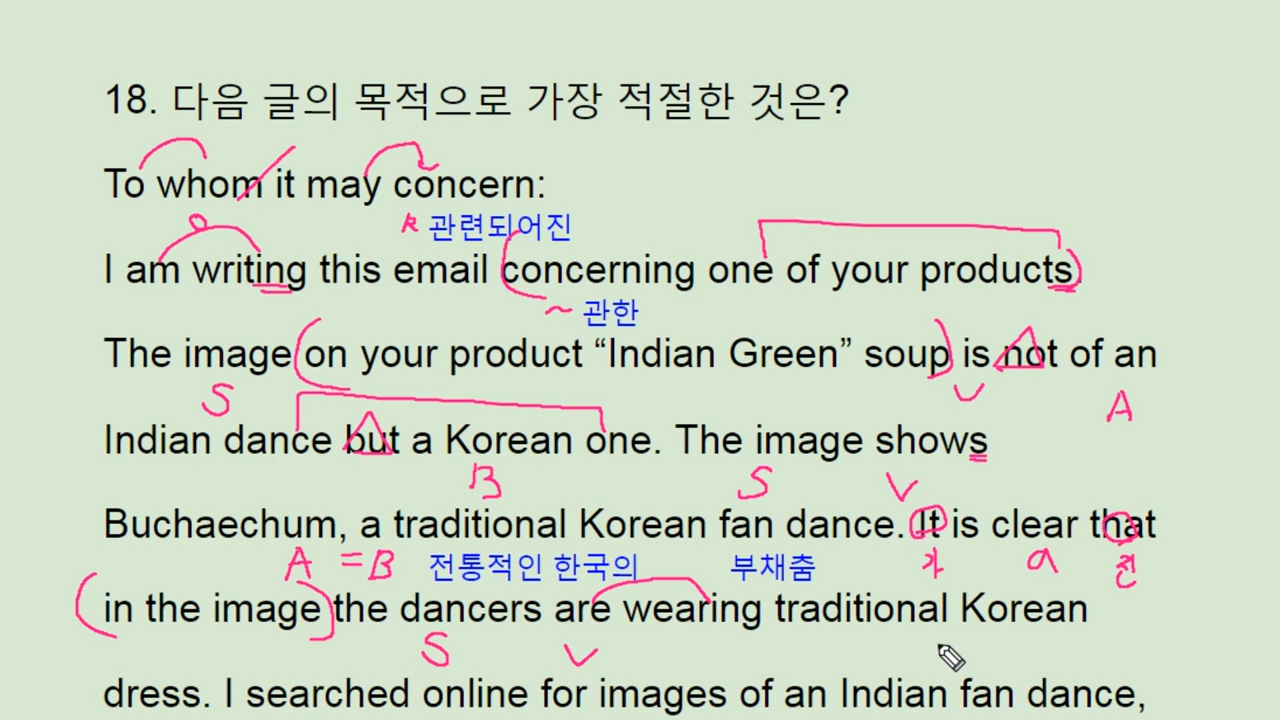 18. 다음 글의 목적으로 가장 적절한 것은?
To whom it may concern:
관련되어진
I am writing this email concerning one of your products.
~ 관한
The image on your product “Indian Green” soup is not of an
S V A
Indian dance but a Korean one. The image shows
B S V
Buchaechum, a traditional Korean fan dance. It is clear that
A = B 전통적인 한국의 부채춤 가 a 진
in the image the dancers are wearing traditional Korean
S V
dress. I searched online for images of an Indian fan dance,